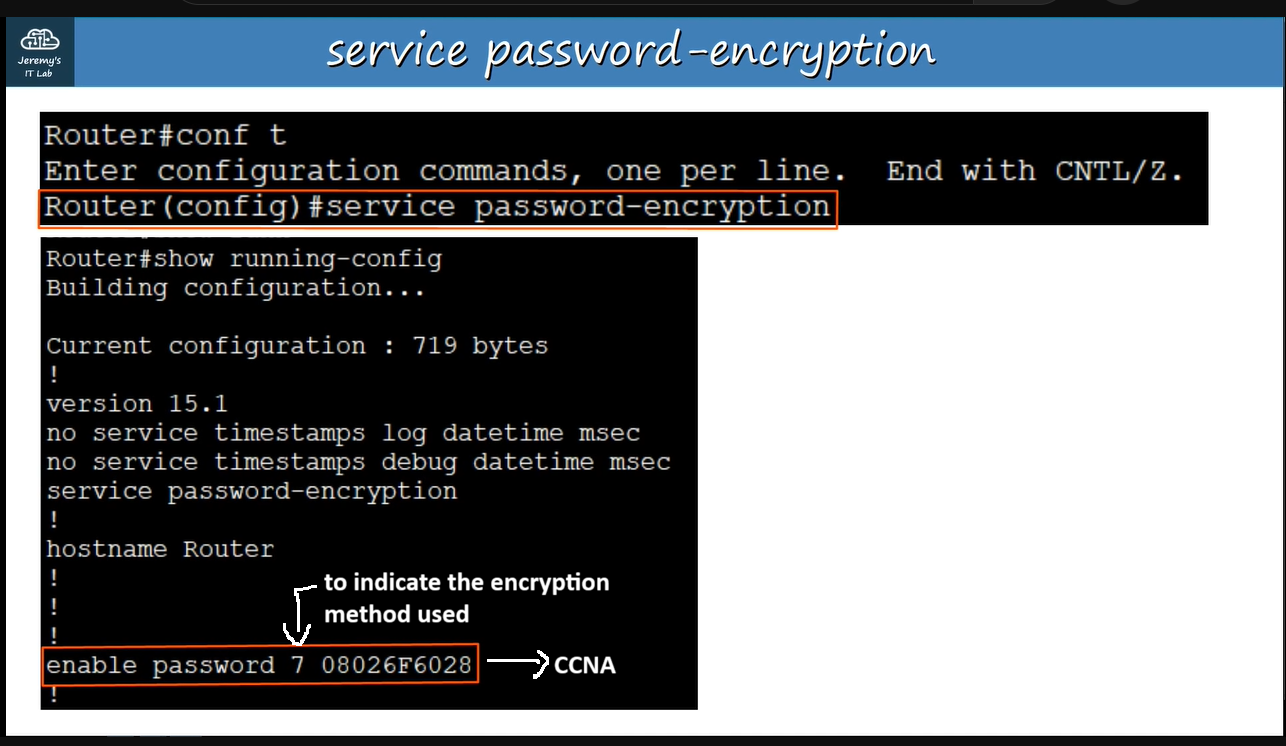 Jeremy's
IT Lab
service password-encryption
Router#conf t
Enter configuration commands, one per line.  End with CNTL/Z.
Router(config)#service password-encryption
Router#show running-config
Building configuration...
Current configuration : 719 bytes
!
version 15.1
no service timestamps log datetime msec
no service timestamps debug datetime msec
service password-encryption
!
hostname Router
!
!
!
to indicate the encryption
method used
enable password 7 08026F6028
CCNA
!